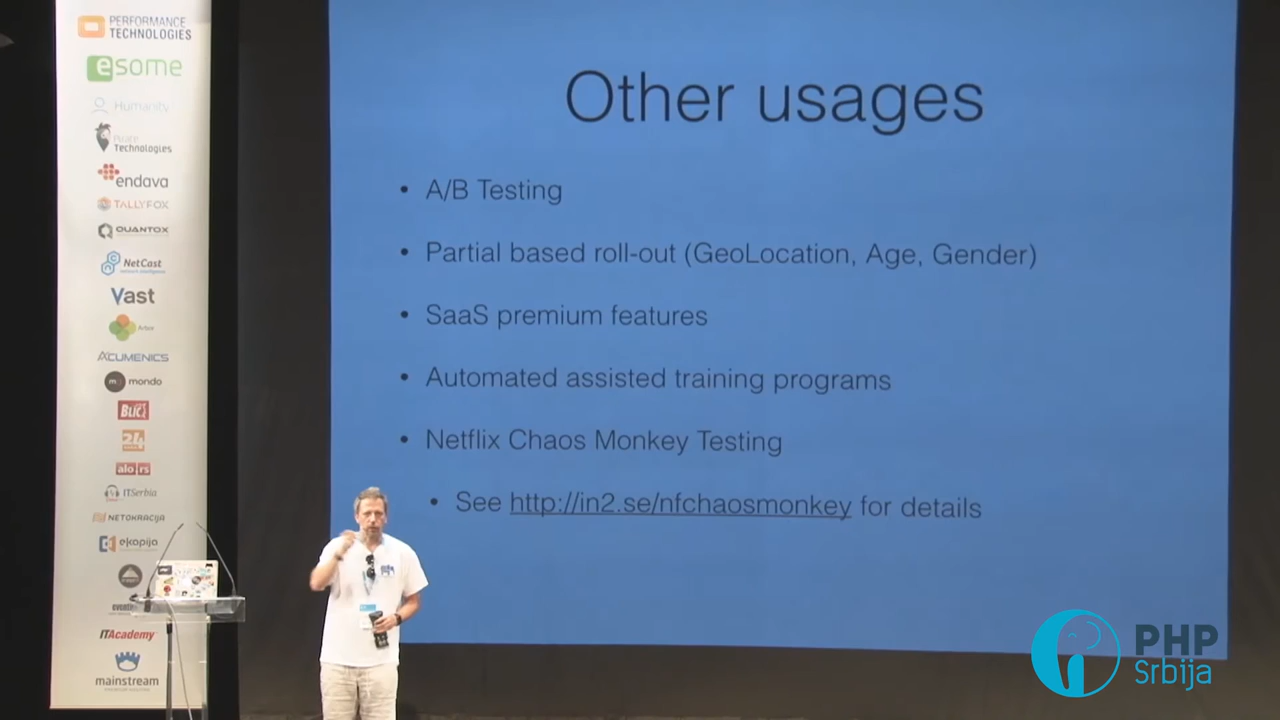 PERFORMANCE
TECHNOLOGIES
esome
Humanity
Technologies
endava
TALLYFOX
QUANTOX
NetCast
Vast
ACUMENICS
mondo
BLIC
24
alo!rs
ITSerbia
NETOKRACIJA
ekapija
ITAcademy
mainstream
Other usages
• A/B Testing
• Partial based roll-out (GeoLocation, Age, Gender)
• SaaS premium features
• Automated assisted training programs
• Netflix Chaos Monkey Testing
• See http://in2.se/nfchaosmonkey for details
PHP
Srbija